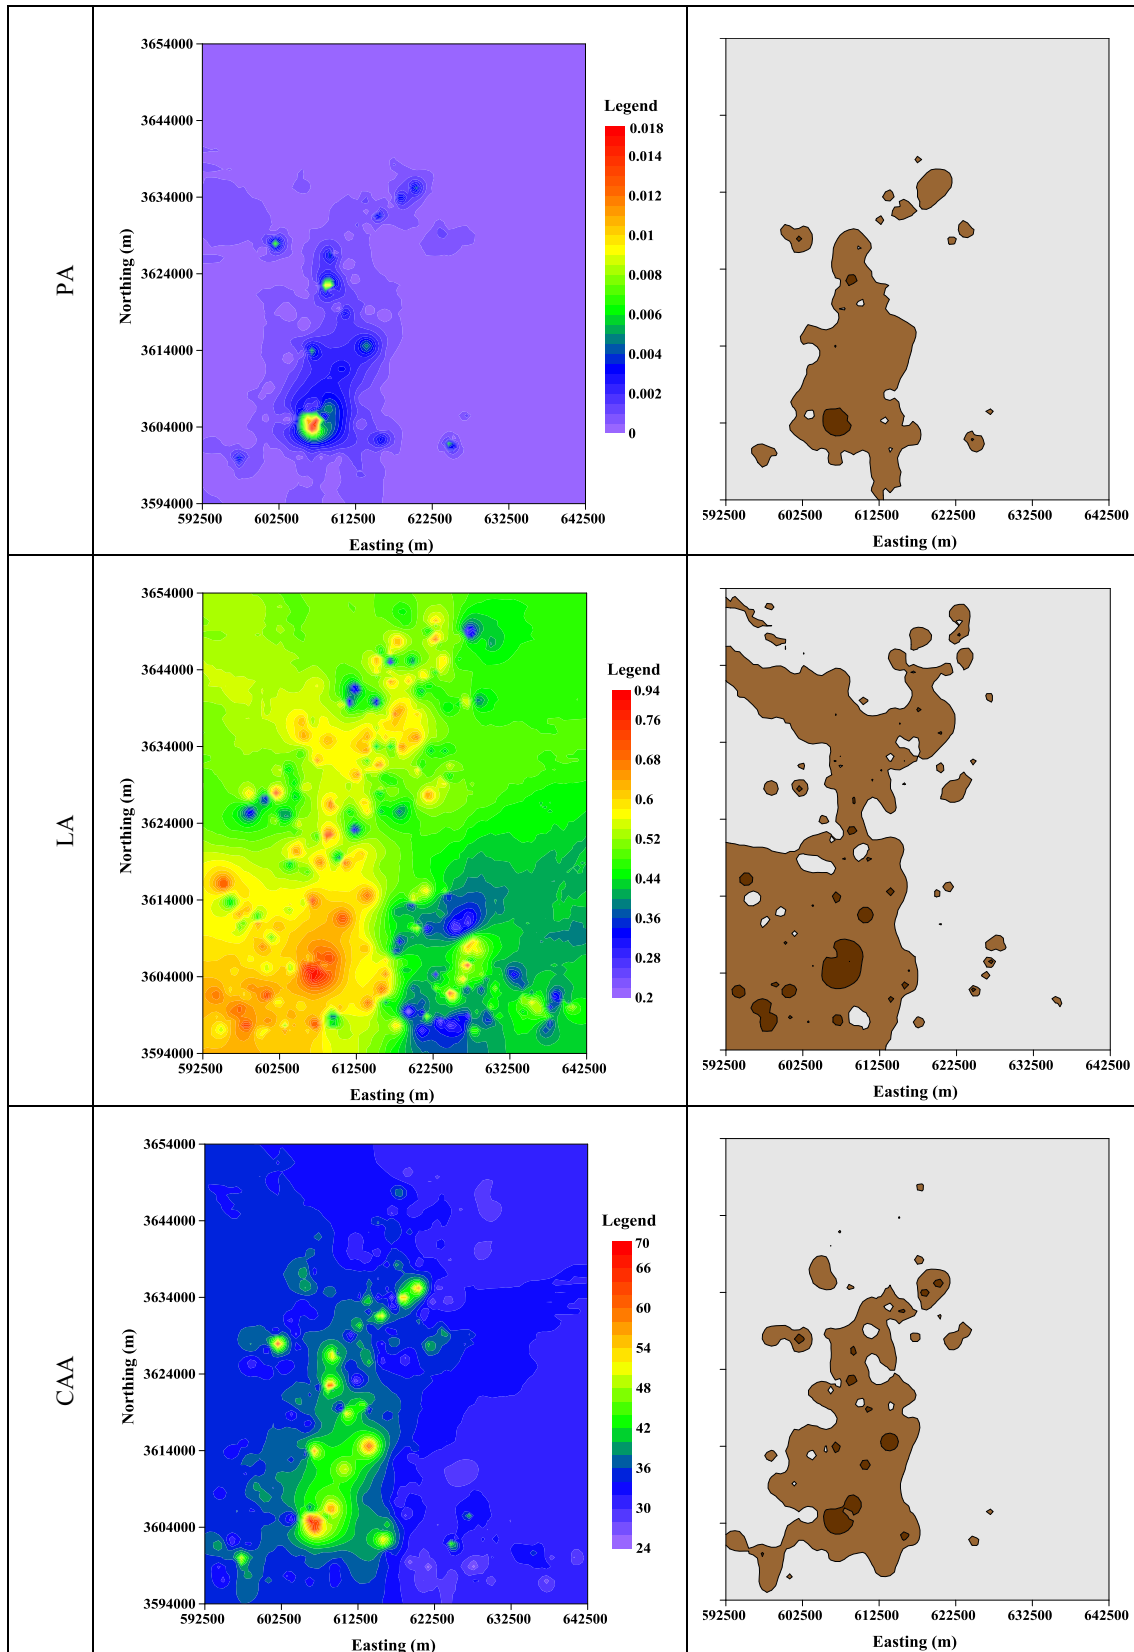 PA
3654000
3644000
3634000
3624000
3614000
3604000
3594000
Northing (m)
592500 602500 612500 622500 632500 642500
Easting (m)
Legend
0.018
0.014
0.012
0.01
0.008
0.006
0.004
0.002
0
592500 602500 612500 622500 632500 642500
Easting (m)
LA
3654000
3644000
3634000
3624000
3614000
3604000
3594000
Northing (m)
592500 602500 612500 622500 632500 642500
Easting (m)
Legend
0.94
0.76
0.68
0.6
0.52
0.44
0.36
0.28
0.2
592500 602500 612500 622500 632500 642500
Easting (m)
CAA
3654000
3644000
3634000
3624000
3614000
3604000
3594000
Northing (m)
592500 602500 612500 622500 632500 642500
Easting (m)
Legend
70
66
60
54
48
42
36
30
24
592500 602500 612500 622500 632500 642500
Easting (m)